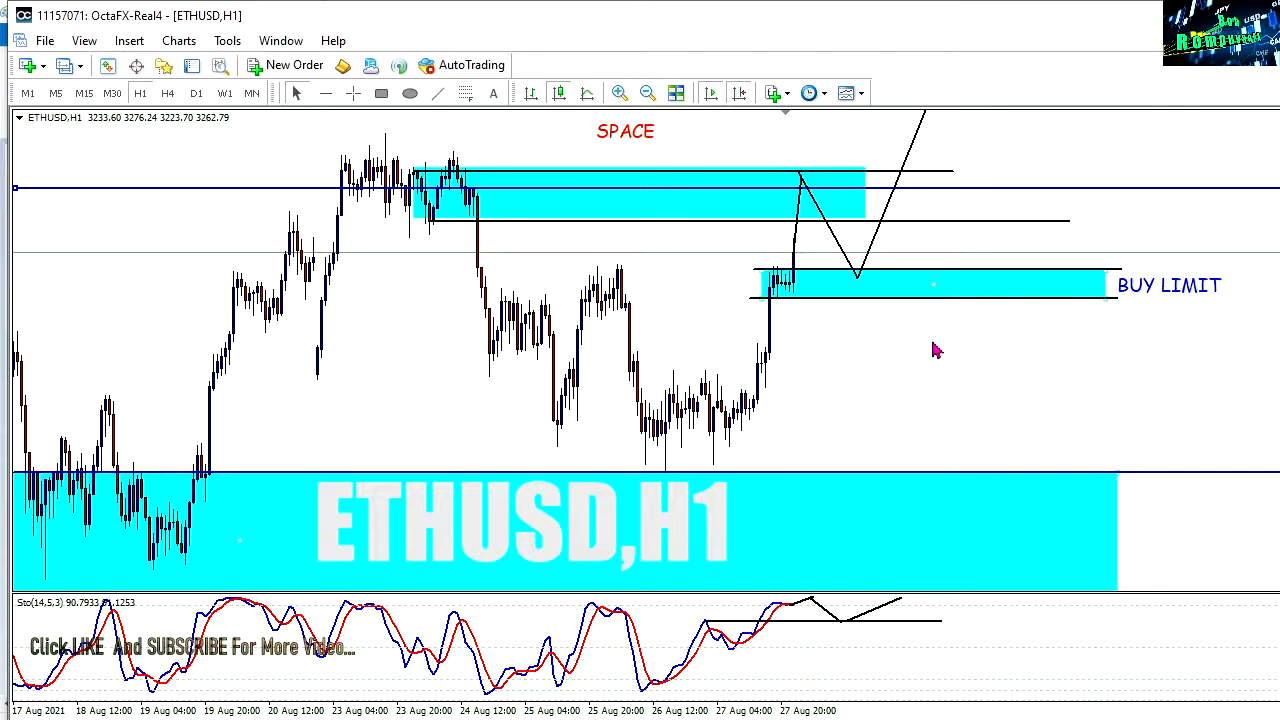 11157071: OctaFX-Real4 - [ETHUSD,H1]
File View Insert Charts Tools Window Help
New Order AutoTrading
M1 M5 M15 M30 H1 H4 D1 W1 MN A
ETHUSD,H1 3233.60 3276.24 3223.70 3262.79
SPACE
BUY LIMIT
ETHUSD,H1
Sto(14,5,3) 90.7933
Click LIKE And SUBSCRIBE For More Video...
17 Aug 2021 18 Aug 12:00 19 Aug 04:00 19 Aug 20:00 20 Aug 12:00 23 Aug 04:00 23 Aug 20:00 24 Aug 12:00 25 Aug 04:00 25 Aug 20:00 26 Aug 12:00 27 Aug 04:00 27 Aug 20:00